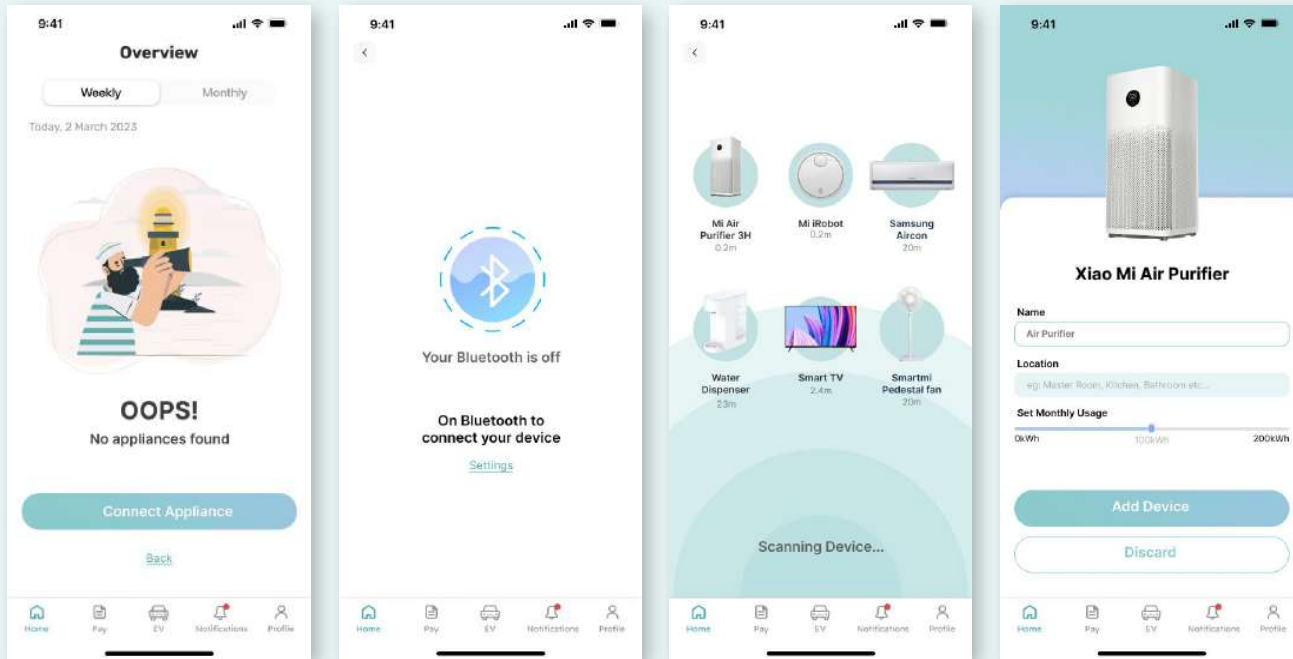 9:41
Overview
Weekly Monthly
Today, 2 March 2023
OOPS!
No appliances found
Connect Appliance
Back
Home Pay EV Notifications Profile
9:41
Your Bluetooth is off
On Bluetooth to
connect your device
Settings
Home Pay EV Notifications Profile
9:41
Mi Air
Purifier 3H
0.2m
Mi iRobot
0.2m
Samsung
Aircon
20m
Water
Dispenser
23m
Smart TV
2.4m
Smartmi
Pedestal fan
20m
Scanning Device...
Home Pay EV Notifications Profile
9:41
Xiao Mi Air Purifier
Name
Air Purifier
Location
eg: Master Room, Kitchen, Bathroom etc...
Set Monthly Usage
0kWh 100kWh 200kWh
Add Device
Discard
Home Pay EV Notifications Profile